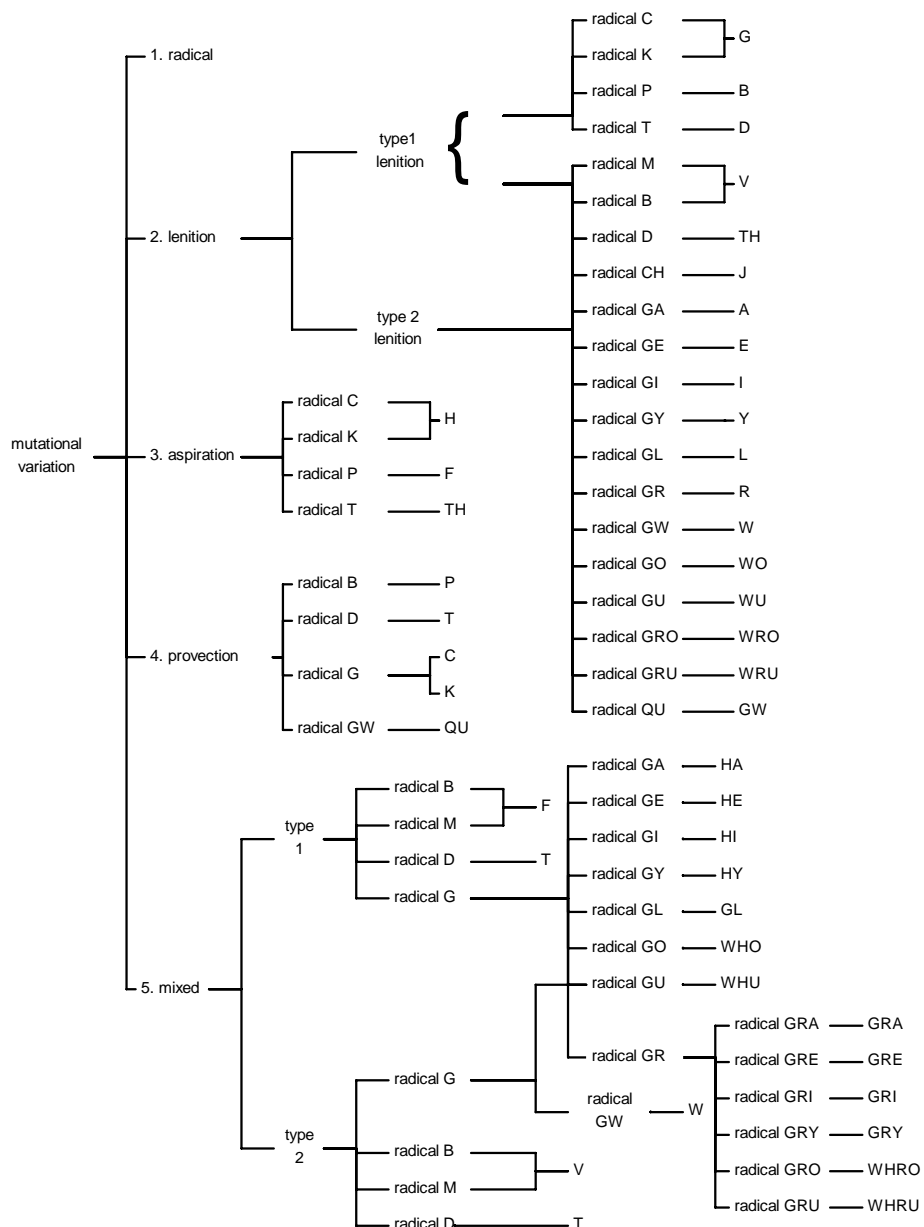 radical C
G
1. radical
radical K
radical P B
radical T D
type1
lenition
{
radical M
V
radical B
2. lenition
radical D TH
radical CH J
radical GA A
type 2
lenition
radical GE E
radical GI I
radical C
H
radical GY Y
mutational
variation
3. aspiration
radical K
radical GL L
radical P F
radical GR R
radical T TH
radical GW W
radical GO WO
radical B P
radical GU WU
radical D T
radical GRO WRO
4. provection
C
radical G
K
radical GRU WRU
radical GW QU
radical QU GW
radical GA HA
radical B
F
radical GE HE
type
1
radical M
radical GI HI
radical D T
radical GY HY
radical G
radical GL GL
radical GO WHO
5. mixed
radical GU WHU
radical GRA GRA
radical GR
radical GRE GRE
radical G
radical
GW
W
radical GRI GRI
type
2
radical GRY GRY
radical B
V
radical M
radical GRO WHRO
radical GRU WHRU
radical D T